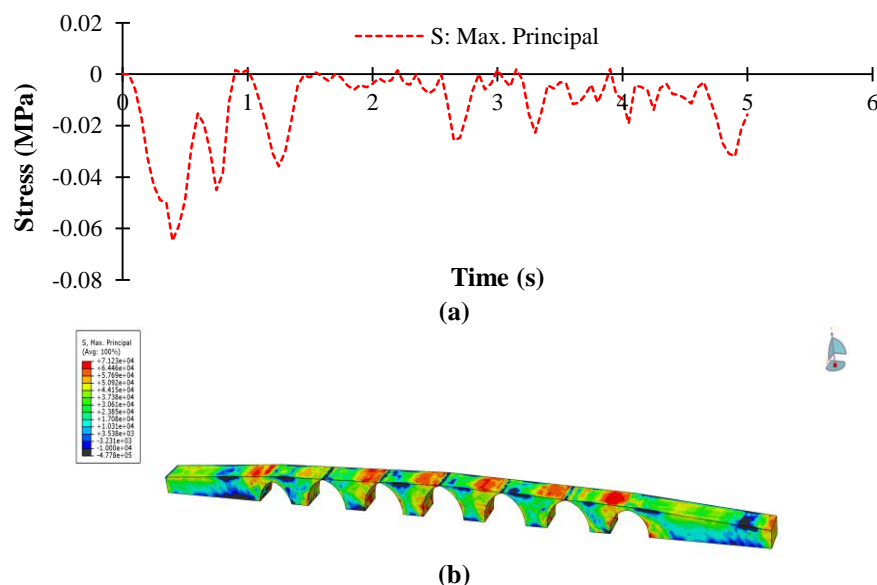 0.02
0
-0.02
-0.04
-0.06
-0.08
0
1
2
3
4
5
6
Stress (MPa)
S: Max. Principal
Time (s)
(a)
S, Max. Principal
(Avg: 100%)
+7.123e+04
+6.446e+04
+5.769e+04
+5.092e+04
+4.415e+04
+3.738e+04
+3.061e+04
+2.385e+04
+1.708e+04
+1.031e+04
+3.538e+03
-3.231e+03
-1.000e+04
-4.778e+05
(b)